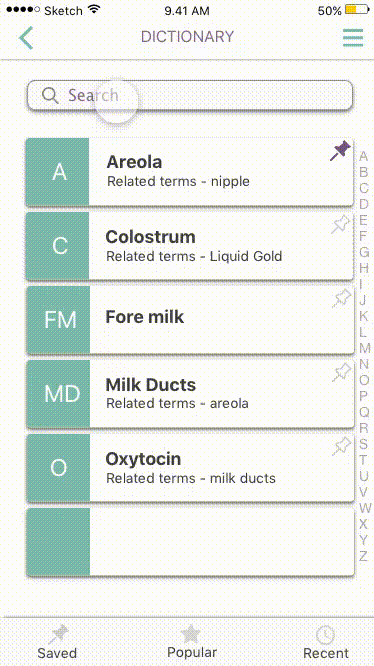 Sketch 9.41 AM 50%
DICTIONARY
Search
A
Areola
Related terms - nipple
C
Colostrum
Related terms - Liquid Gold
FM
Fore milk
MD
Milk Ducts
Related terms - areola
O
Oxytocin
Related terms - milk ducts
A
B
C
D
E
F
G
H
I
J
K
L
M
N
O
P
Q
R
S
T
U
V
W
X
Y
Z
Saved
Popular
Recent